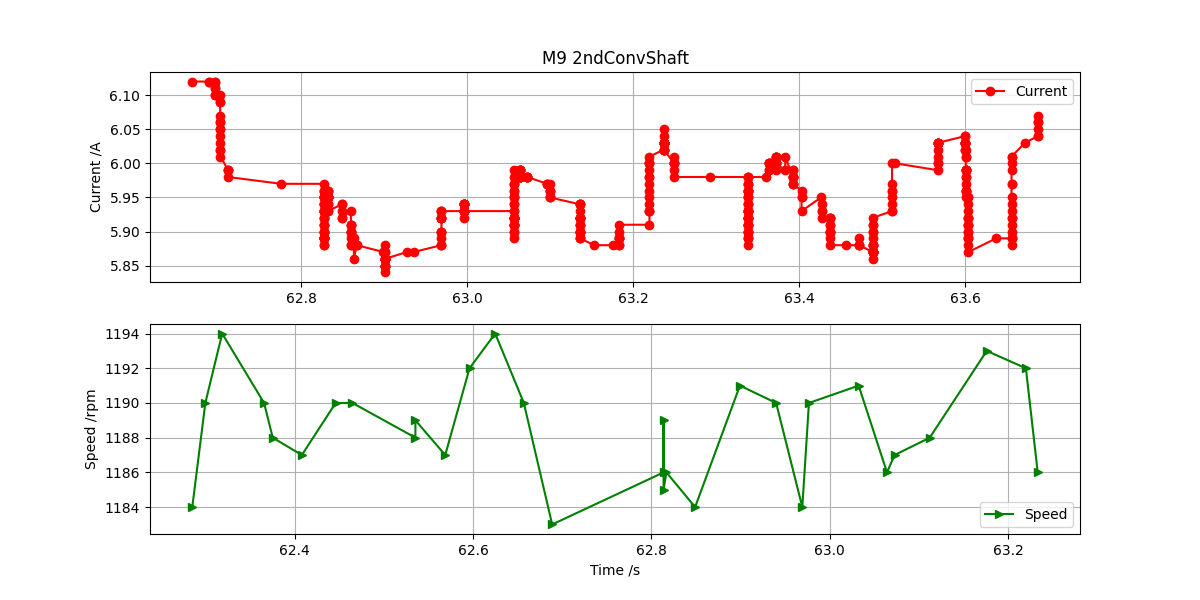 M9 2ndConvShaft
Current /A
6.10
6.05
6.00
5.95
5.90
5.85
Current
62.8 63.0 63.2 63.4 63.6
Speed /rpm
1194
1192
1190
1188
1186
1184
Speed
62.4 62.6 62.8 63.0 63.2
Time /s